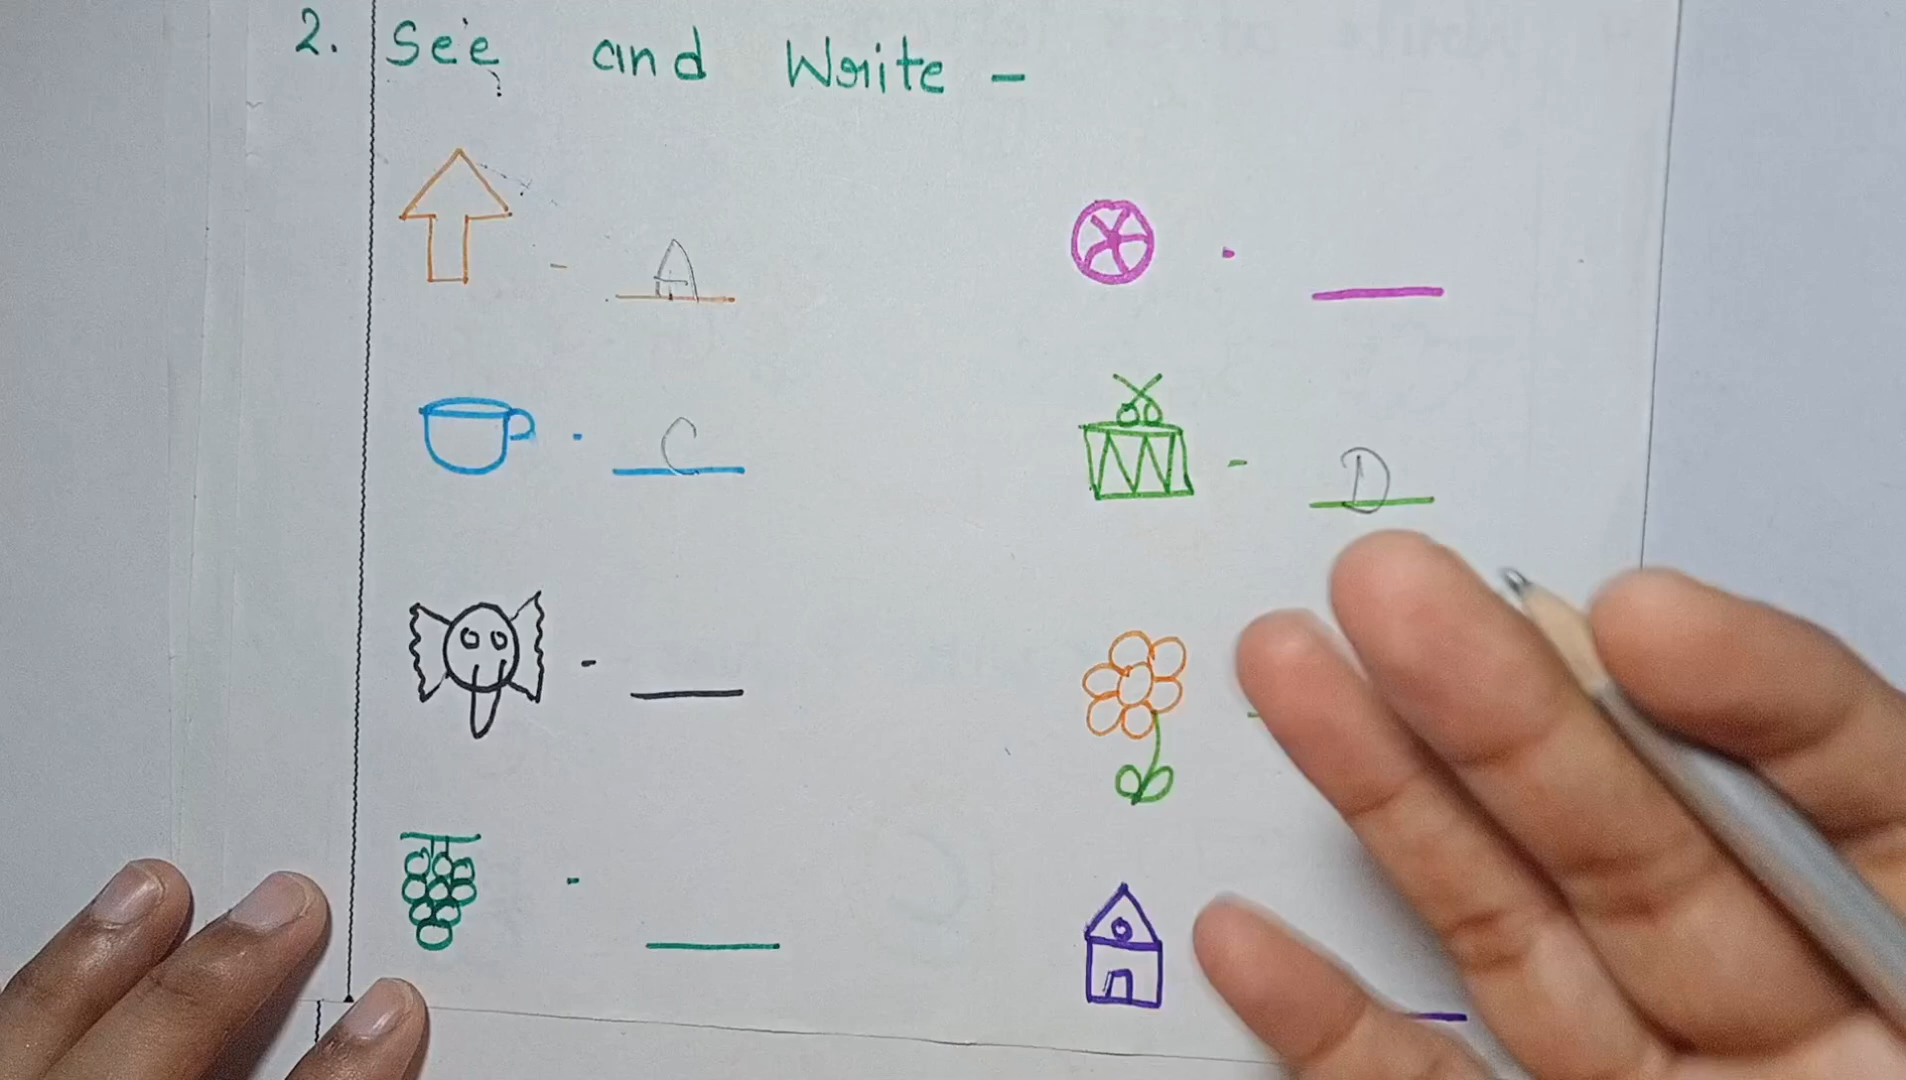 2. See and Write -
- A
-
- C
- D
-
-
-